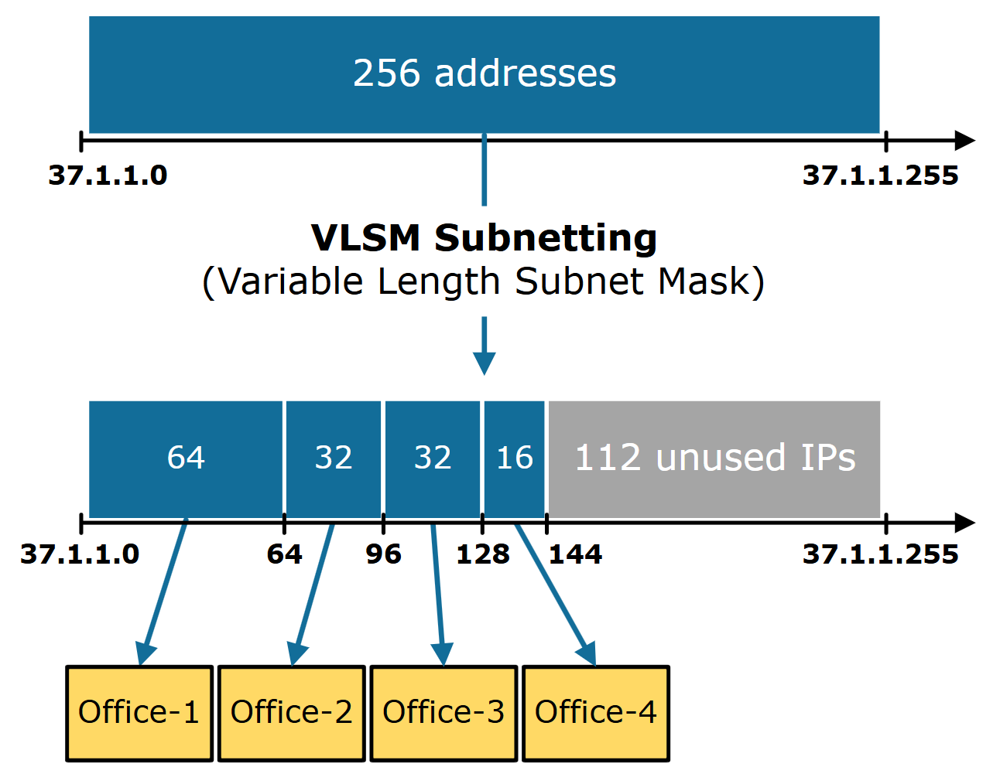 256 addresses
37.1.1.0
37.1.1.255
VLSM Subnetting
(Variable Length Subnet Mask)
64
32
32
16
112 unused IPs
37.1.1.0
64
96
128
144
37.1.1.255
Office-1
Office-2
Office-3
Office-4